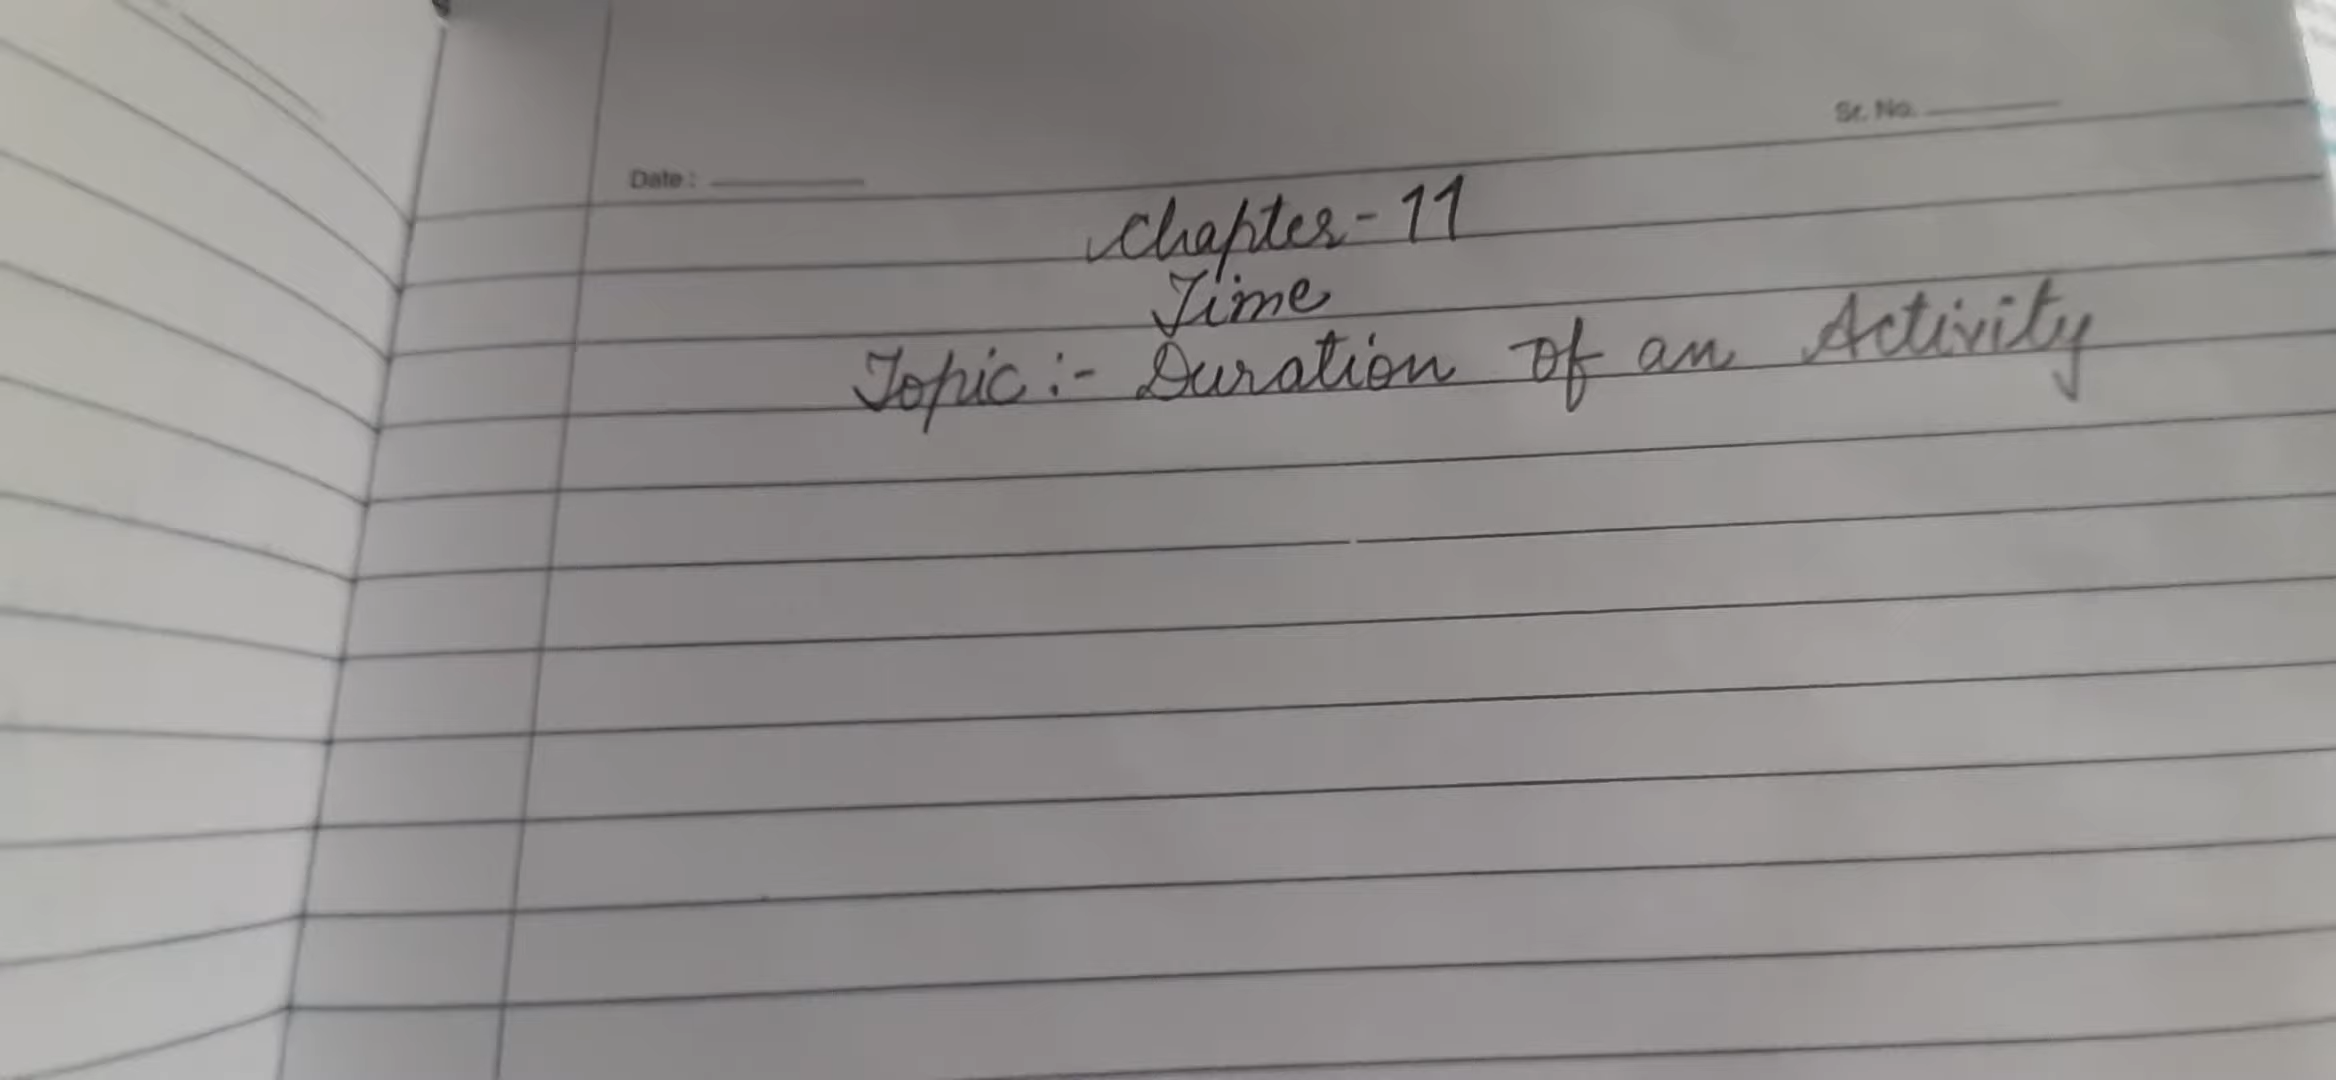 Sr. No.
Date :
Chapter - 11
Time
Topic :- Duration of an Activity